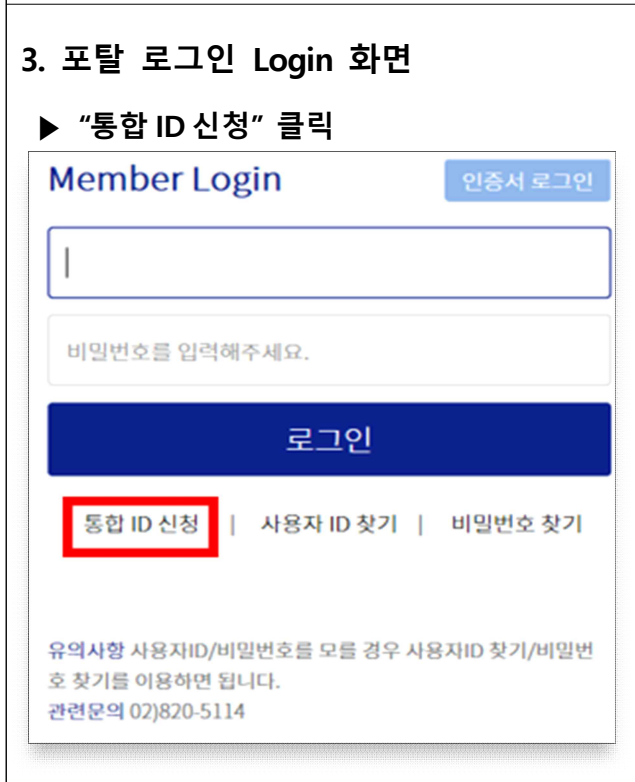 3. 포탈 로그인 Login 화면
▶ “통합 ID 신청” 클릭
Member Login
인증서 로그인
비밀번호를 입력해주세요.
로그인
통합 ID 신청 | 사용자 ID 찾기 | 비밀번호 찾기
유의사항 사용자ID/비밀번호를 모를 경우 사용자ID 찾기/비밀번
호 찾기를 이용하면 됩니다.
관련문의 02)820-5114